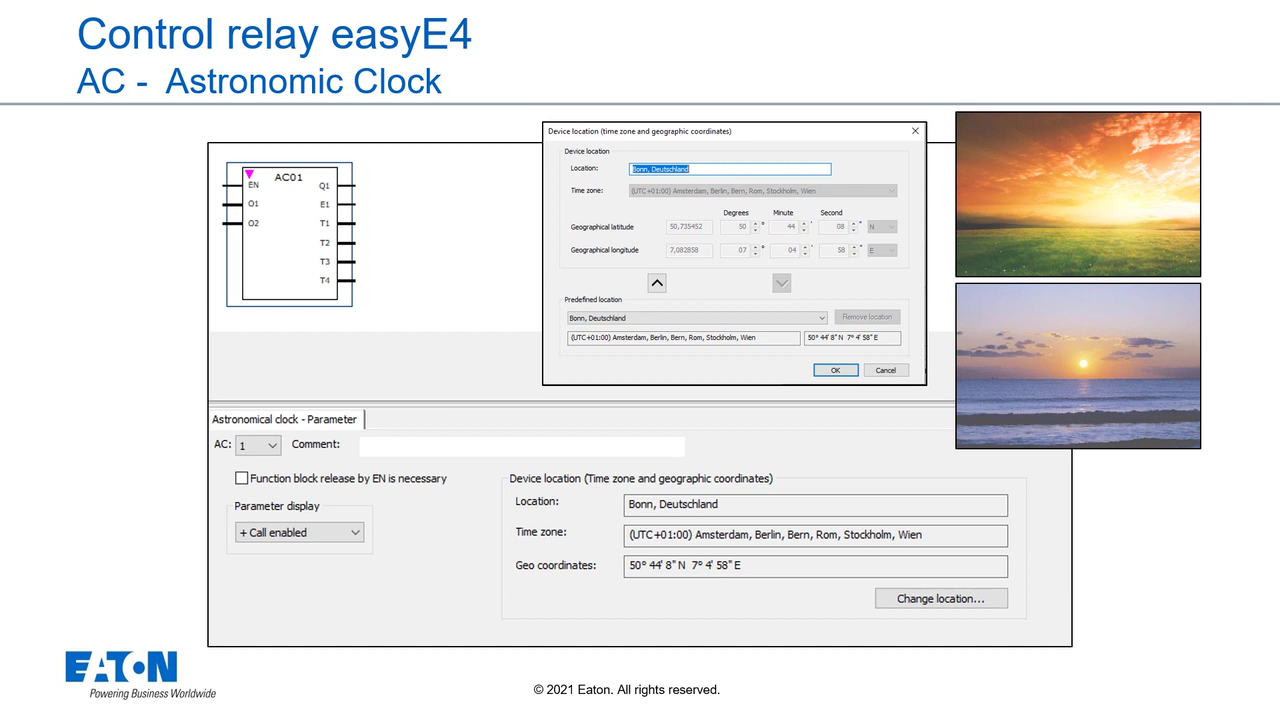 Control relay easyE4
AC - Astronomic Clock
AC01
EN
O1
O2
Q1
E1
T1
T2
T3
T4
Device location (time zone and geographic coordinates)
Device location
Location: Bonn, Deutschland
Time zone: (UTC+01:00) Amsterdam, Berlin, Bern, Rom, Stockholm, Wien
Degrees Minute Second
Geographical latitude 50,735452 50 ° 44 ' 08 " N
Geographical longitude 7,082858 07 ° 04 ' 58 " E
Predefined location
Bonn, Deutschland Remove location
(UTC+01:00) Amsterdam, Berlin, Bern, Rom, Stockholm, Wien 50° 44' 8" N 7° 4' 58" E
OK Cancel
Astronomical clock - Parameter
AC: 1 Comment:
Function block release by EN is necessary
Parameter display
+ Call enabled
Device location (Time zone and geographic coordinates)
Location: Bonn, Deutschland
Time zone: (UTC+01:00) Amsterdam, Berlin, Bern, Rom, Stockholm, Wien
Geo coordinates: 50° 44' 8" N 7° 4' 58" E
Change location...
EATON
Powering Business Worldwide
© 2021 Eaton. All rights reserved.